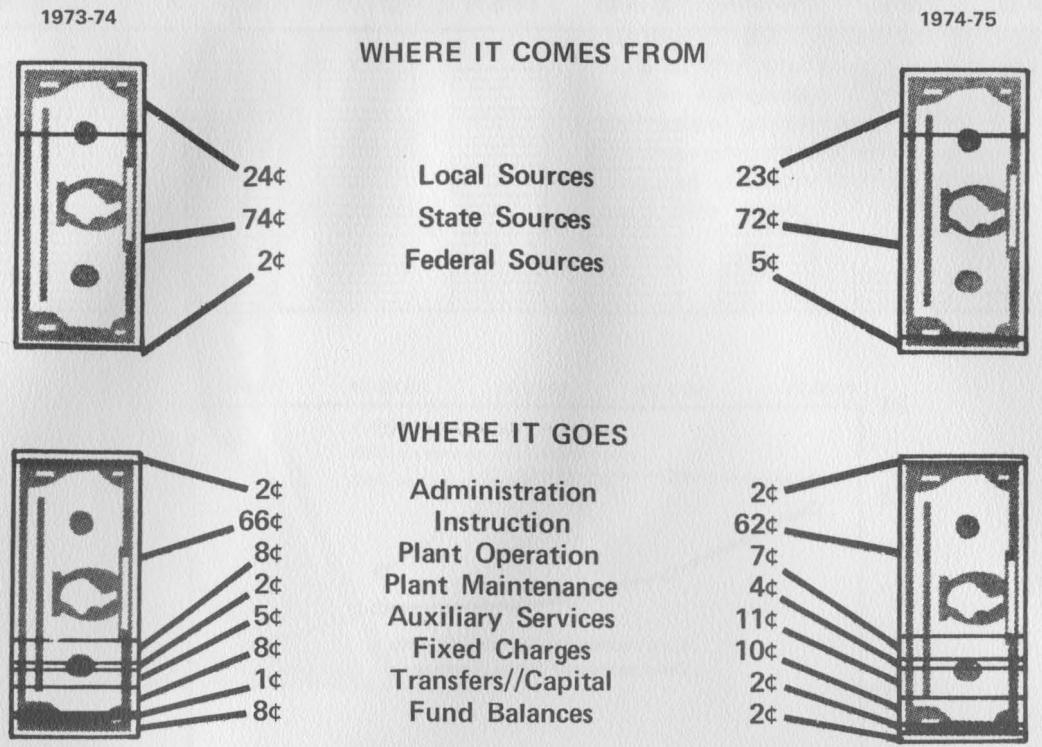 1973-74 1974-75
WHERE IT COMES FROM
24¢ Local Sources 23¢
74¢ State Sources 72¢
2¢ Federal Sources 5¢
WHERE IT GOES
2¢ Administration 2¢
66¢ Instruction 62¢
8¢ Plant Operation 7¢
2¢ Plant Maintenance 4¢
5¢ Auxiliary Services 11¢
8¢ Fixed Charges 10¢
1¢ Transfers//Capital 2¢
8¢ Fund Balances 2¢